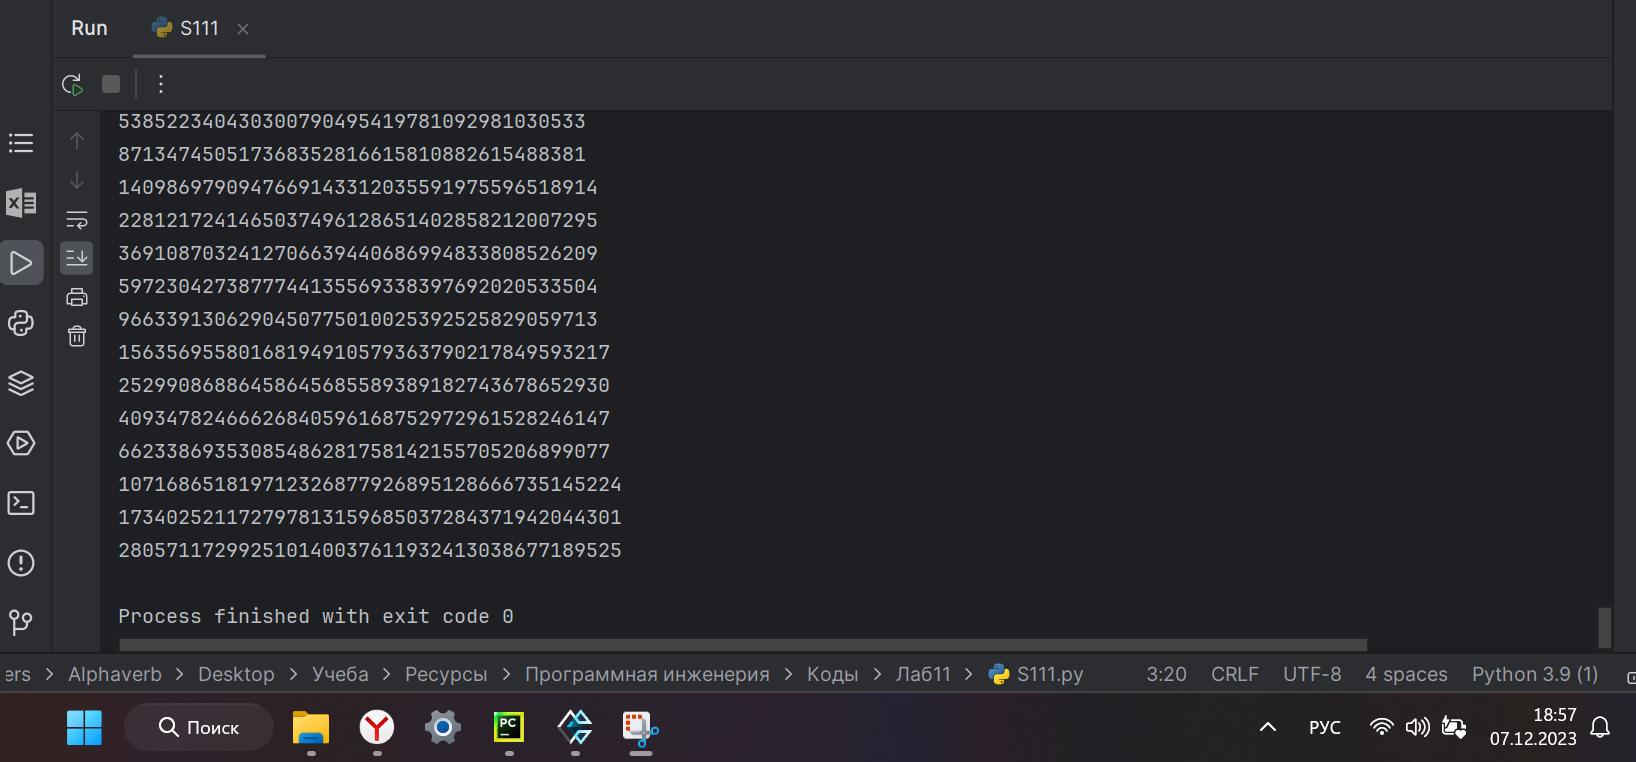 Run
S111
538522340430300790495419781092981030533
871347450517368352816615810882615488381
1409869790947669143312035591975596518914
2281217241465037496128651402858212007295
3691087032412706639440686994833808526209
5972304273877744135569338397692020533504
9663391306290450775010025392525829059713
15635695580168194910579363790217849593217
25299086886458645685589389182743678652930
40934782466626840596168752972961528246147
66233869353085486281758142155705206899077
107168651819712326877926895128666735145224
173402521172797813159685037284371942044301
280571172992510140037611932413038677189525
Process finished with exit code 0
ers > Alphaverb > Desktop > Учеба > Ресурсы > Программная инженерия > Коды > Лаб11 > S111.py 3:20 CRLF UTF-8 4 spaces Python 3.9 (1)
Поиск
PC
РУС
18:57
07.12.2023